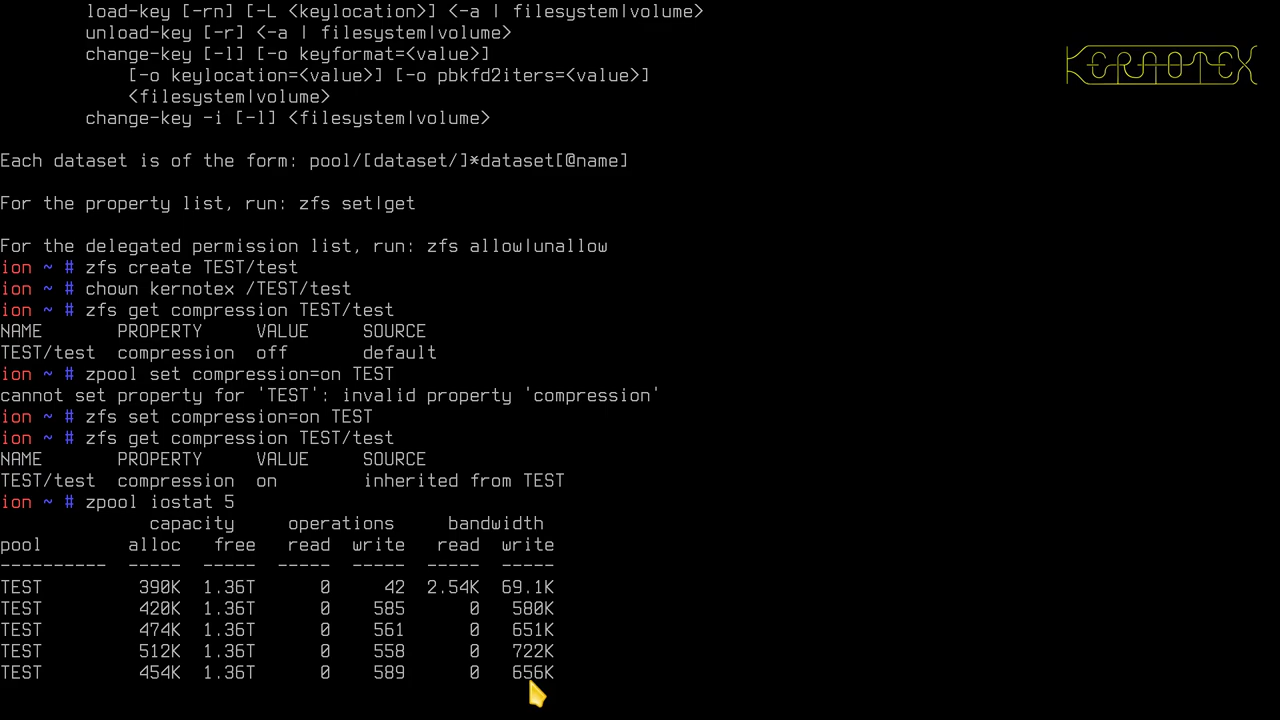 load-key [-rn] [-L <keylocation>] <-a | filesystem|volume>
unload-key [-r] <-a | filesystem|volume>
change-key [-l] [-o keyformat=<value>]
[-o keylocation=<value>] [-o pbkfd2iters=<value>]
<filesystem|volume>
change-key -i [-l] <filesystem|volume>
KERNOTEX
Each dataset is of the form: pool/[dataset/]*dataset[@name]
For the property list, run: zfs set|get
For the delegated permission list, run: zfs allow|unallow
ion ~ # zfs create TEST/test
ion ~ # chown kernotex /TEST/test
ion ~ # zfs get compression TEST/test
NAME PROPERTY VALUE SOURCE
TEST/test compression off default
ion ~ # zpool set compression=on TEST
cannot set property for 'TEST': invalid property 'compression'
ion ~ # zfs set compression=on TEST
ion ~ # zfs get compression TEST/test
NAME PROPERTY VALUE SOURCE
TEST/test compression on inherited from TEST
ion ~ # zpool iostat 5
capacity operations bandwidth
pool alloc free read write read write
---------- ----- ----- ----- ----- ----- -----
TEST 390K 1.36T 0 42 2.54K 69.1K
TEST 420K 1.36T 0 585 0 580K
TEST 474K 1.36T 0 561 0 651K
TEST 512K 1.36T 0 558 0 722K
TEST 454K 1.36T 0 589 0 656K